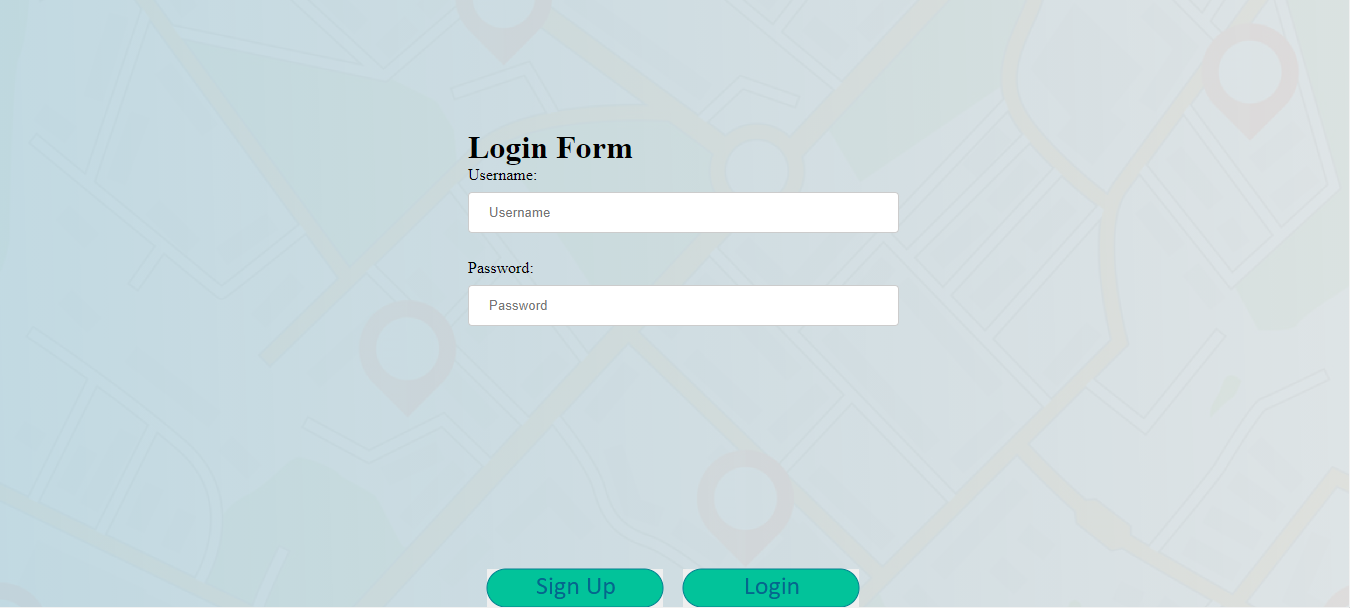 Login Form
Username:
Username
Password:
Password
Sign Up
Login